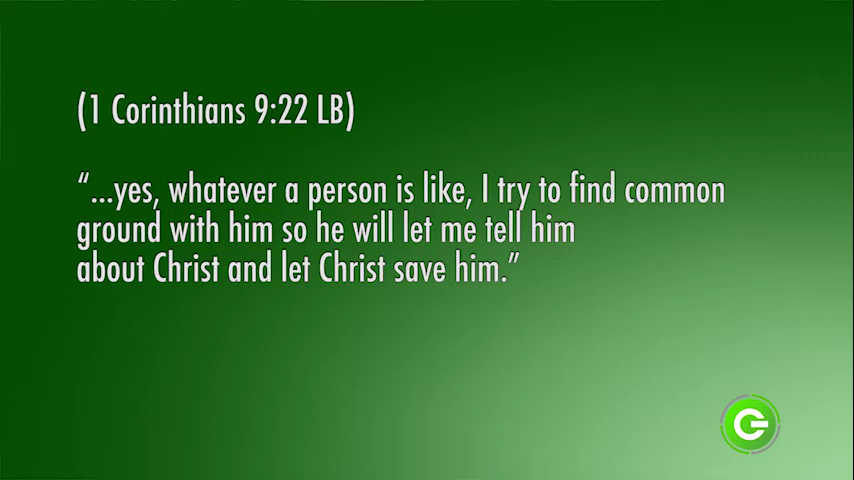 (1 Corinthians 9:22 LB)
“...yes, whatever a person is like, I try to find common
ground with him so he will let me tell him
about Christ and let Christ save him.”